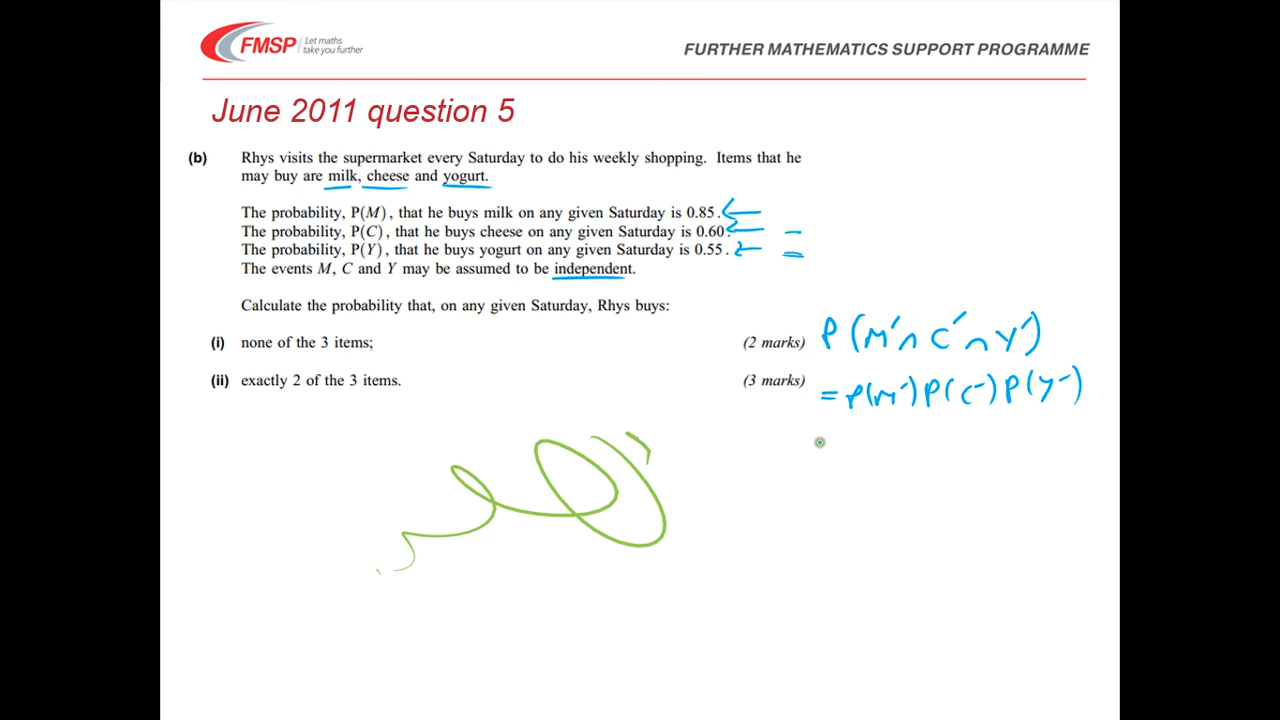 FMSP Let maths
take you further
FURTHER MATHEMATICS SUPPORT PROGRAMME
June 2011 question 5
(b) Rhys visits the supermarket every Saturday to do his weekly shopping. Items that he
may buy are milk, cheese and yogurt.
The probability, P(M), that he buys milk on any given Saturday is 0.85.
The probability, P(C), that he buys cheese on any given Saturday is 0.60.
The probability, P(Y), that he buys yogurt on any given Saturday is 0.55.
The events M, C and Y may be assumed to be independent.
Calculate the probability that, on any given Saturday, Rhys buys:
(i) none of the 3 items; (2 marks)
P(M'∩C'∩Y')
(ii) exactly 2 of the 3 items. (3 marks)
= P(M')P(C')P(Y')